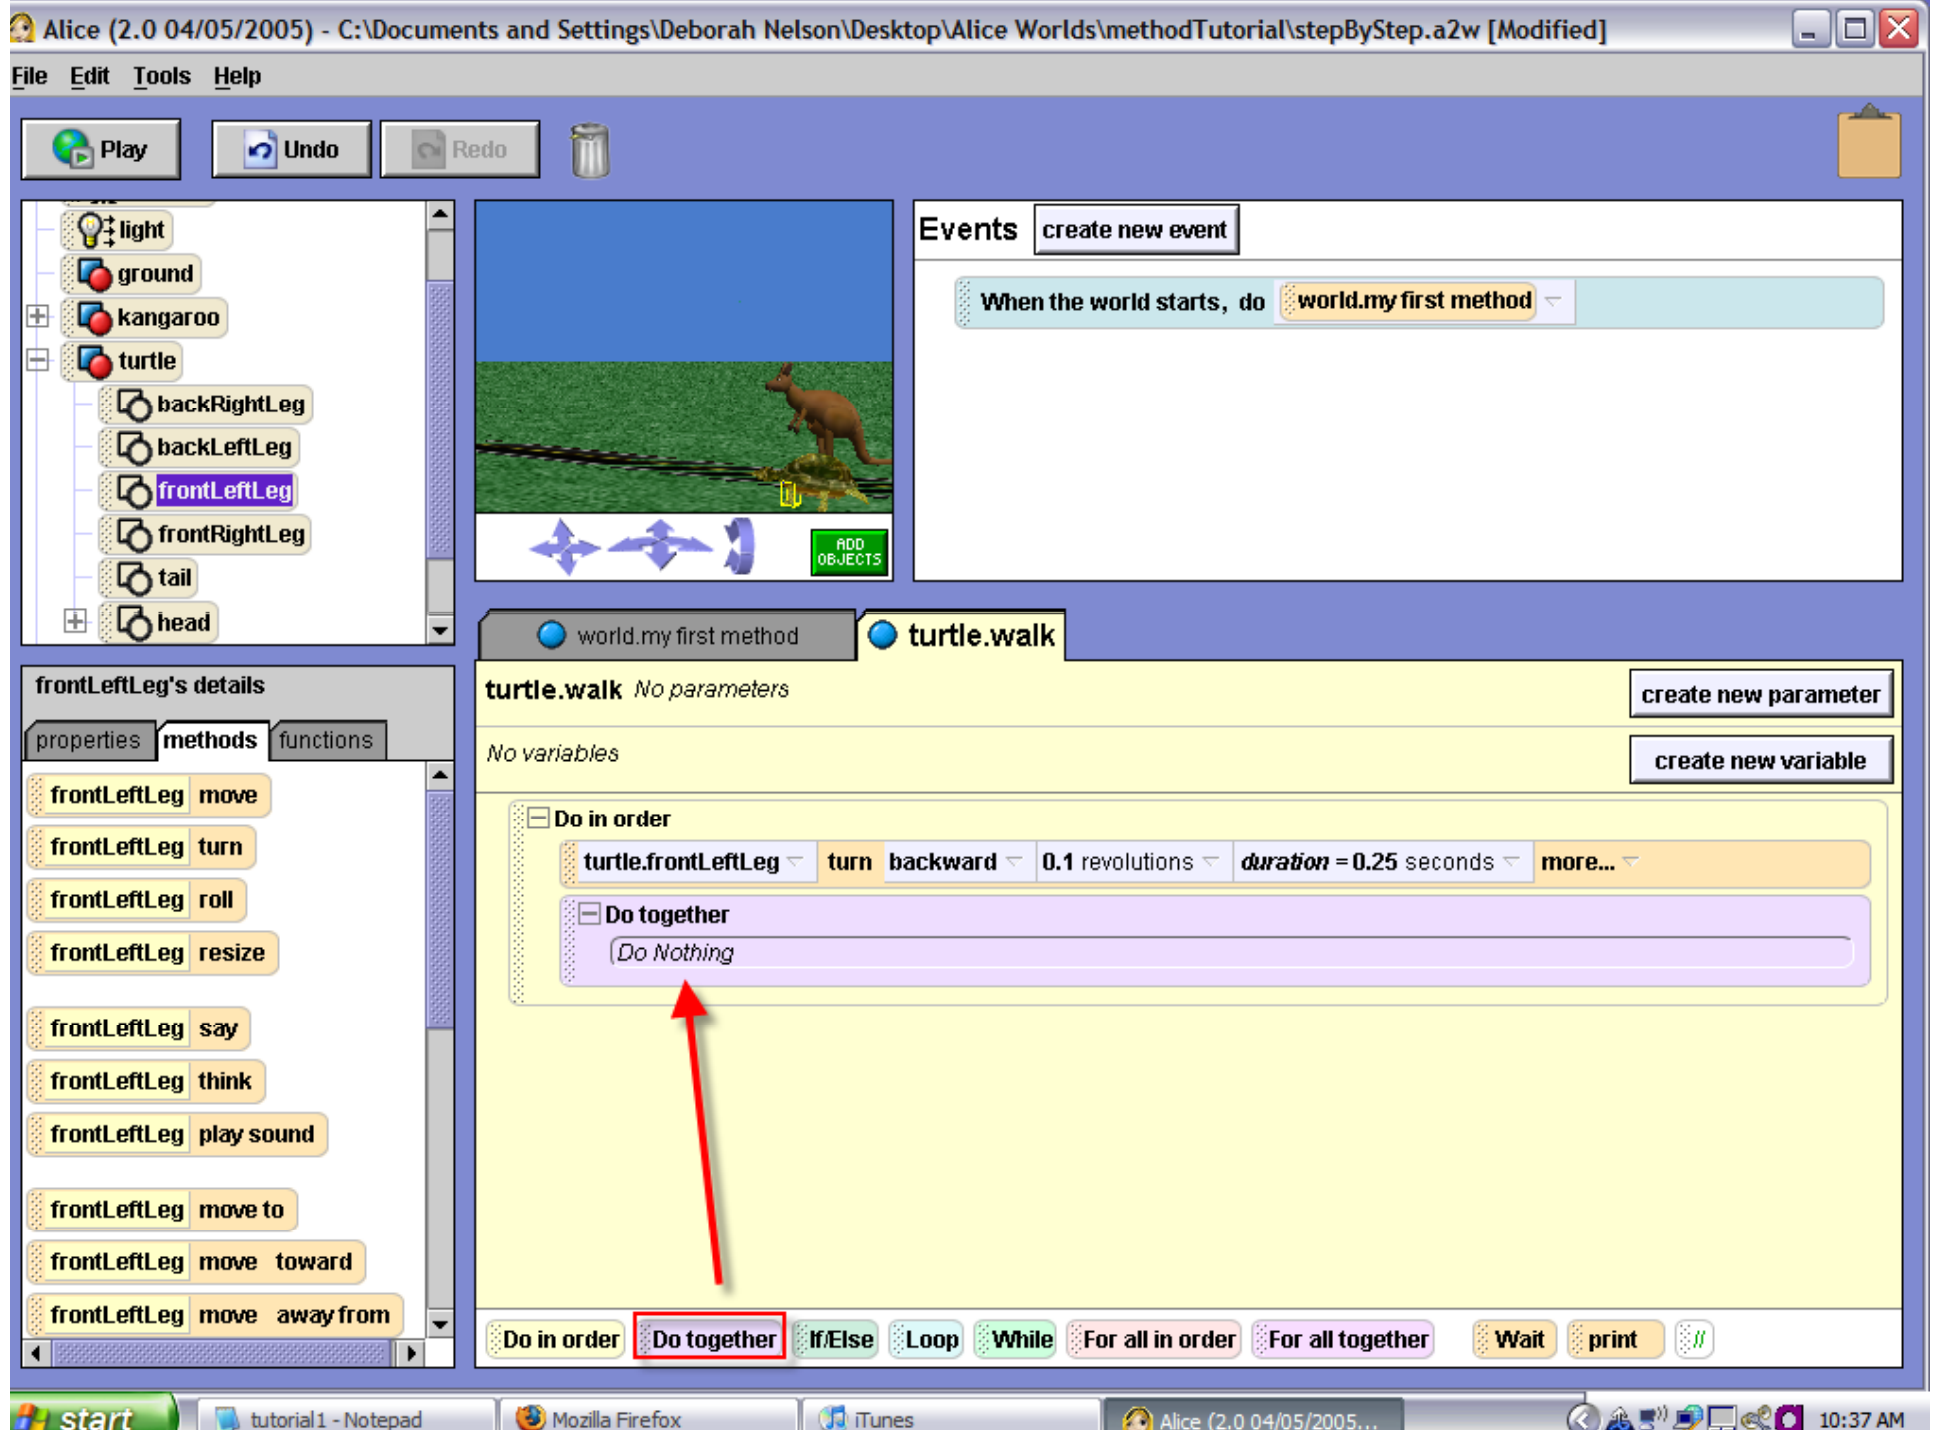 Alice (2.0 04/05/2005) - C:\Documents and Settings\Deborah Nelson\Desktop\Alice Worlds\methodTutorial\stepByStep.a2w [Modified]
File Edit Tools Help
Play Undo Redo
light
ground
kangaroo
turtle
backRightLeg
backLeftLeg
frontLeftLeg
frontRightLeg
tail
head
ADD
OBJECTS
Events create new event
When the world starts, do world.my first method
frontLeftLeg's details
properties methods functions
frontLeftLeg move
frontLeftLeg turn
frontLeftLeg roll
frontLeftLeg resize
frontLeftLeg say
frontLeftLeg think
frontLeftLeg play sound
frontLeftLeg move to
frontLeftLeg move toward
frontLeftLeg move away from
world.my first method turtle.walk
turtle.walk No parameters create new parameter
No variables create new variable
Do in order
turtle.frontLeftLeg turn backward 0.1 revolutions duration = 0.25 seconds more...
Do together
Do Nothing
Do in order Do together If/Else Loop While For all in order For all together Wait print //
start tutorial1 - Notepad Mozilla Firefox iTunes Alice (2.0 04/05/2005... 10:37 AM